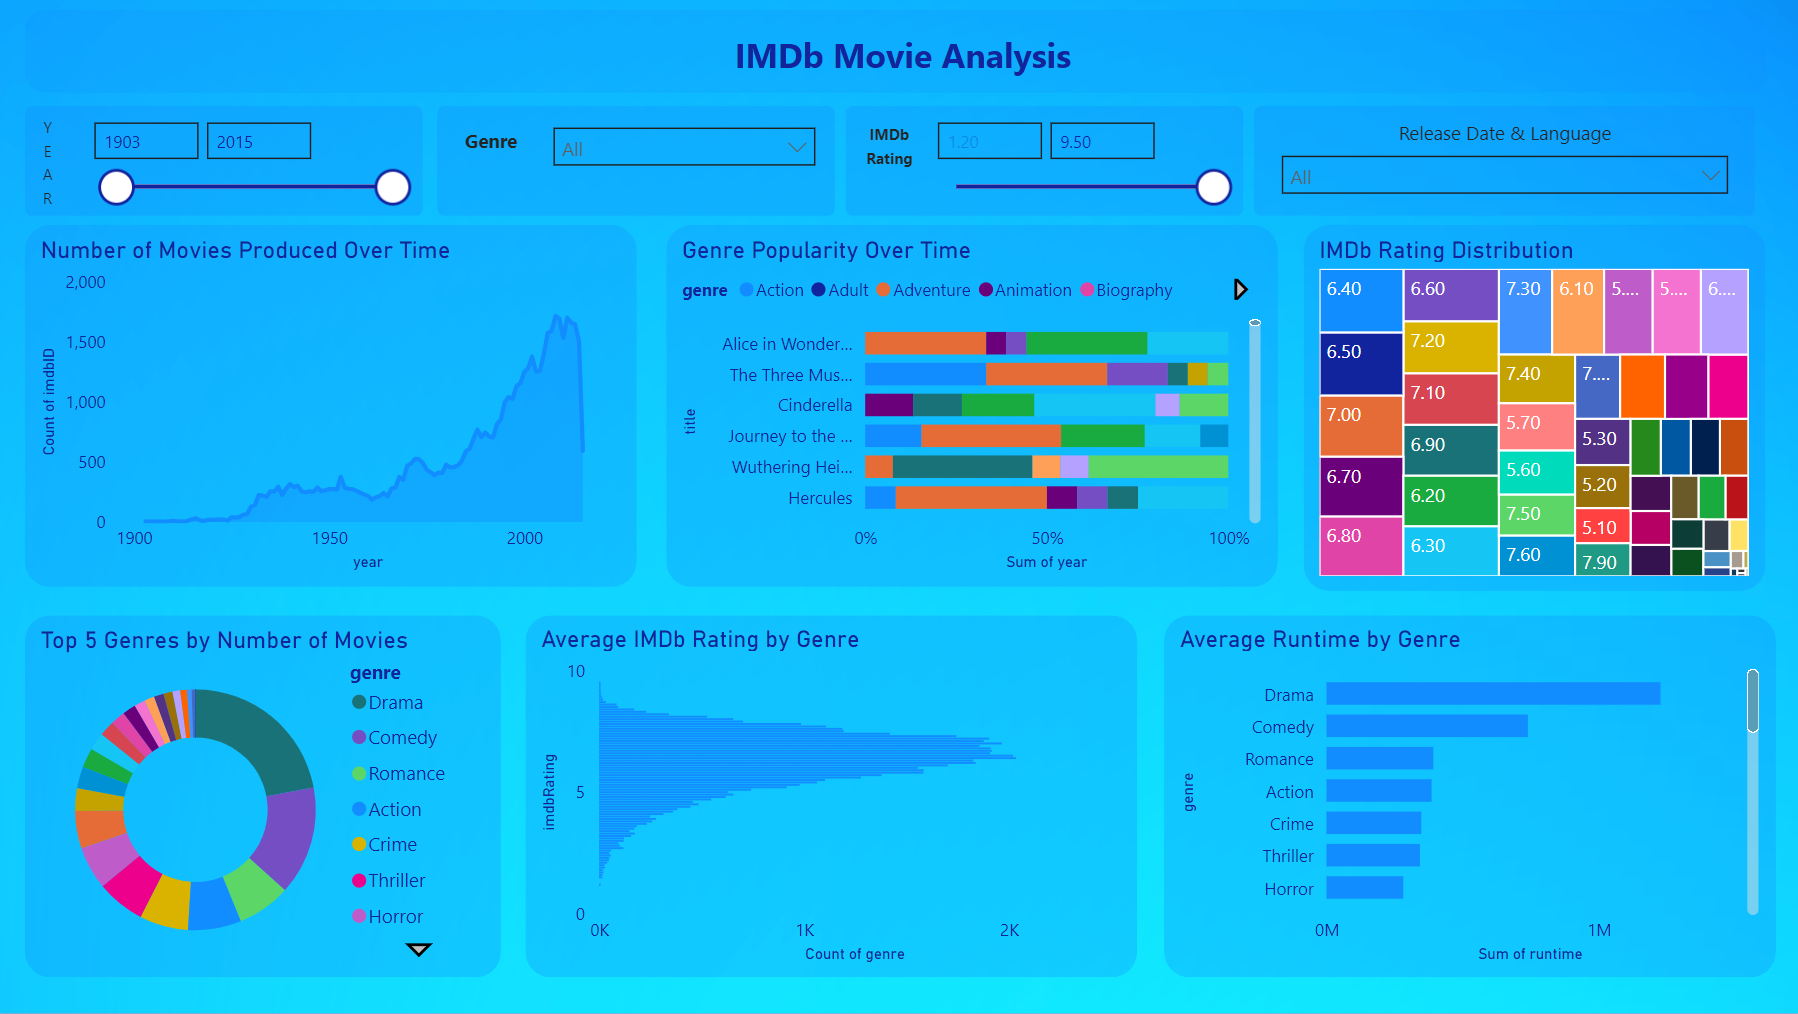 IMDb Movie Analysis
Y
E
A
R
1903
2015
Genre
All
IMDb
Rating
1.20
9.50
Release Date & Language
All
Number of Movies Produced Over Time
Count of imdbID
2,000
1,500
1,000
500
0
1900
1950
2000
year
Genre Popularity Over Time
genre
Action
Adult
Adventure
Animation
Biography
title
Alice in Wonder...
The Three Mus...
Cinderella
Journey to the ...
Wuthering Hei...
Hercules
0%
50%
100%
Sum of year
IMDb Rating Distribution
6.40
6.50
7.00
6.70
6.80
6.60
7.20
7.10
6.90
6.20
6.30
7.30
6.10
5....
5....
6....
7.40
5.70
5.60
7.50
7.60
7....
5.30
5.20
5.10
7.90
Top 5 Genres by Number of Movies
genre
Drama
Comedy
Romance
Action
Crime
Thriller
Horror
Average IMDb Rating by Genre
imdbRating
10
5
0
0K
1K
2K
Count of genre
Average Runtime by Genre
genre
Drama
Comedy
Romance
Action
Crime
Thriller
Horror
0M
1M
Sum of runtime